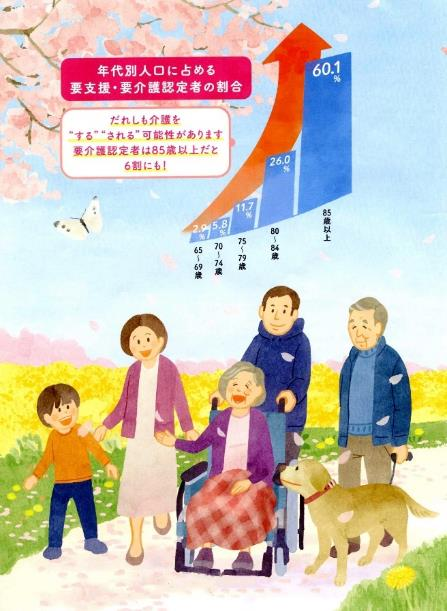 年代別人口に占める
要支援・要介護認定者の割合
だれしも介護を
“する”“される”可能性があります
要介護認定者は85歳以上だと
6割にも!
2.9%
5.8%
11.7%
26.0%
60.1%
65〜69歳
70〜74歳
75〜79歳
80〜84歳
85歳以上